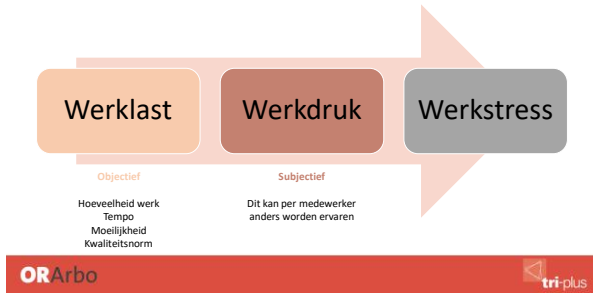 Werklast
Werkdruk
Werkstress
Objectief
Hoeveelheid werk
Tempo
Moeilijkheid
Kwaliteitsnorm
Subjectief
Dit kan per medewerker
anders worden ervaren
ORArbo
tri-plus